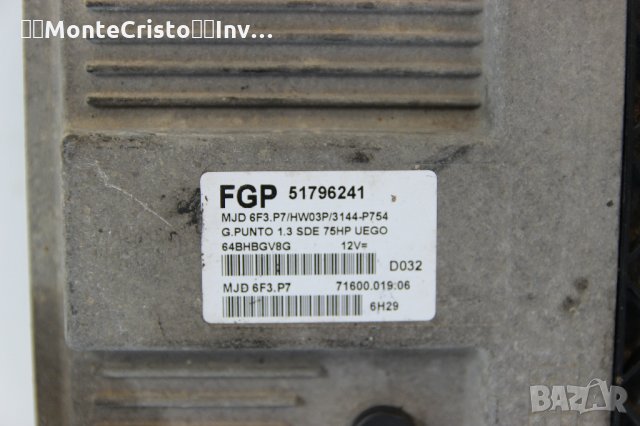 MonteCristo Inv...
FGP 51796241
MJD 6F3.P7/HW03P/3144-P754
G.PUNTO 1.3 SDE 75HP UEGO
64BHBGV8G 12V=
D032
MJD 6F3.P7 71600.019.06
6H29
BAZAR